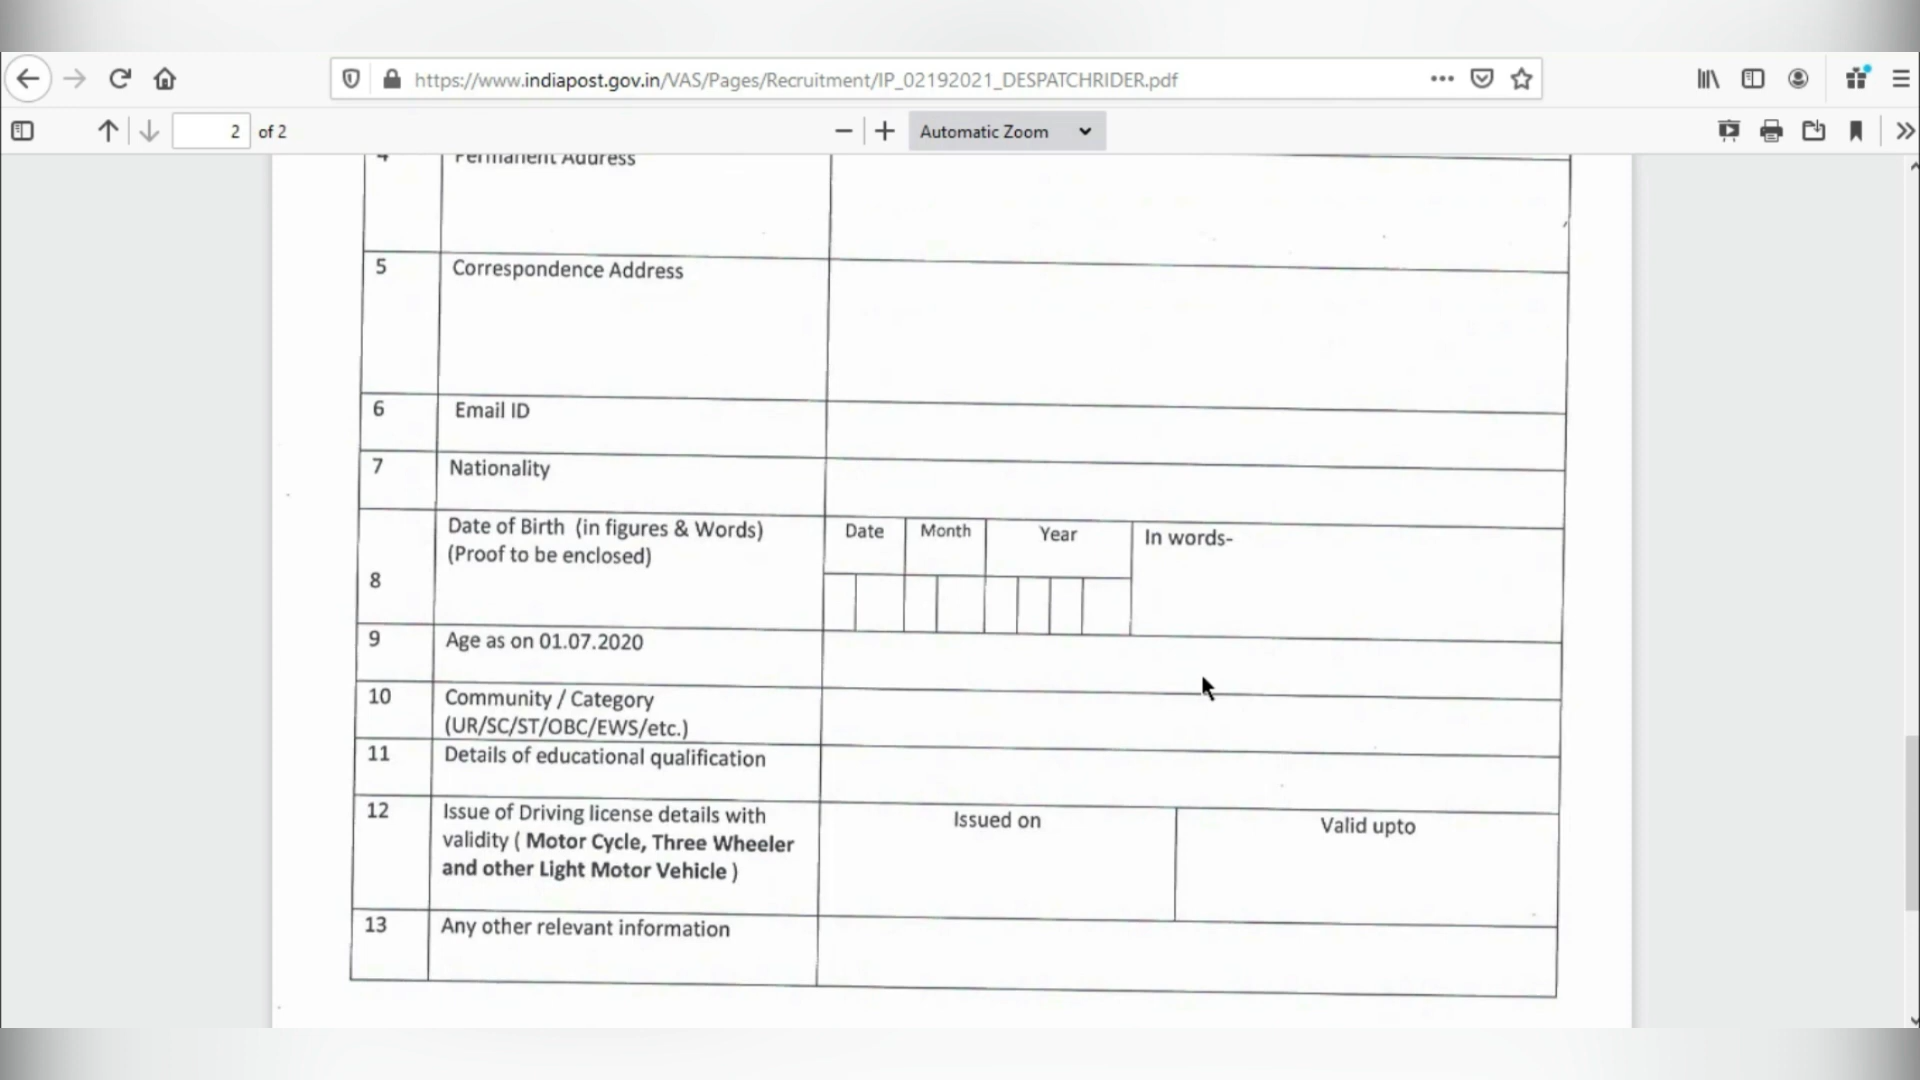 https://www.indiapost.gov.in/VAS/Pages/Recruitment/IP_02192021_DESPATCHRIDER.pdf
2 of 2
Automatic Zoom
4 Permanent Address
5 Correspondence Address
6 Email ID
7 Nationality
8 Date of Birth (in figures & Words)
(Proof to be enclosed)
Date Month Year In words-
9 Age as on 01.07.2020
10 Community / Category
(UR/SC/ST/OBC/EWS/etc.)
11 Details of educational qualification
12 Issue of Driving license details with
validity ( Motor Cycle, Three Wheeler
and other Light Motor Vehicle )
Issued on Valid upto
13 Any other relevant information